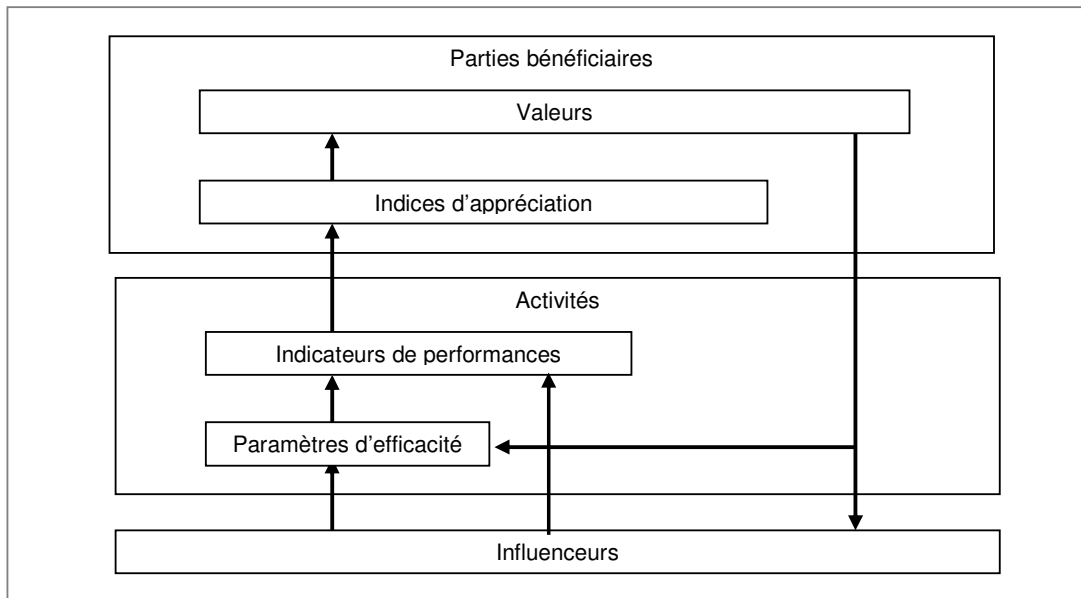 Parties bénéficiaires
Valeurs
Indices d’appréciation
Activités
Indicateurs de performances
Paramètres d’efficacité
Influenceurs